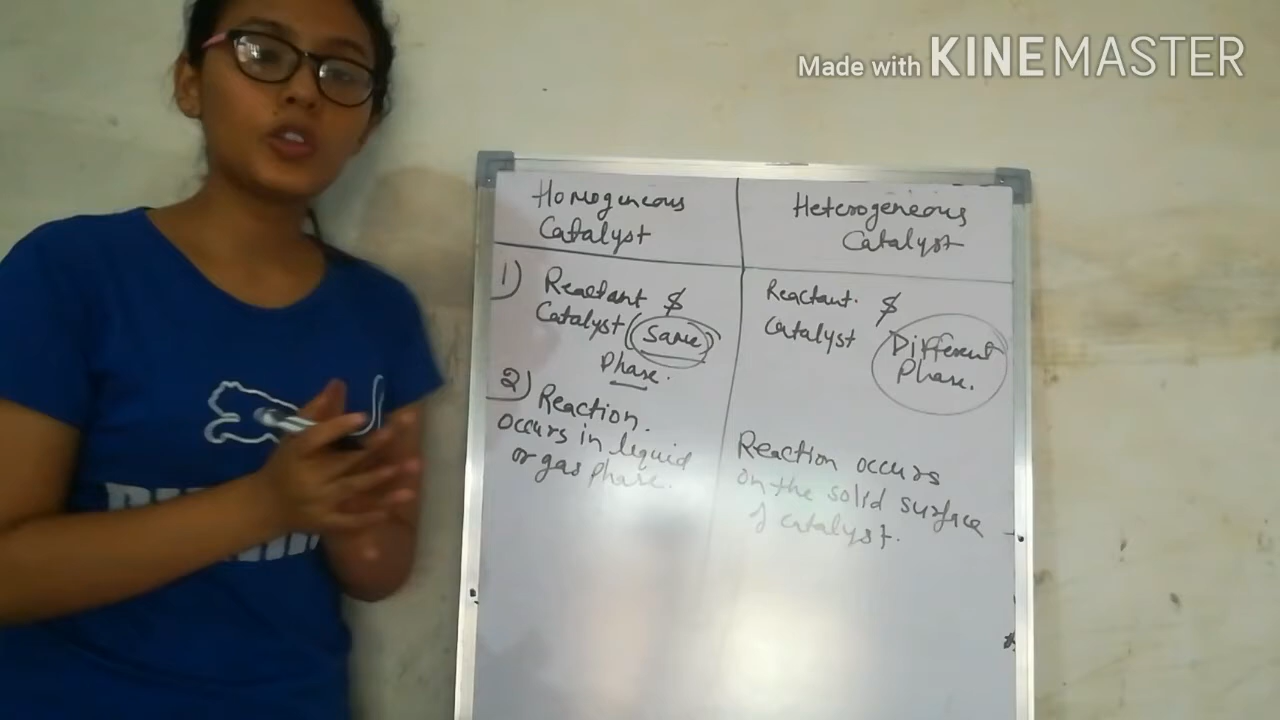 Made with KINEMASTER
Homogeneous
Catalyst
1) Reactant $
Catalyst (Same)
Phase.
2) Reaction.
occurs in liquid
or gas phase.
Heterogeneous
Catalyst
Reactant. $
Catalyst Different
Phase.
Reaction occurs
on the solid surface
of catalyst.